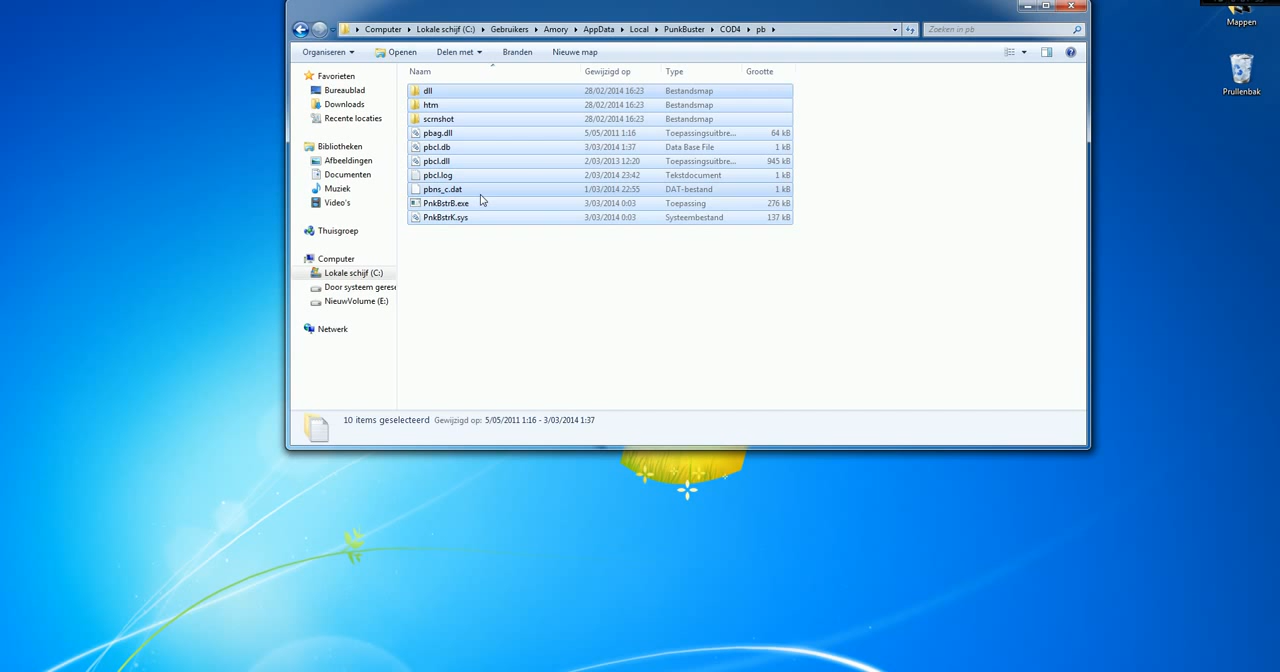 Mappen
Prullenbak
Computer Lokale schijf (C:) Gebruikers Amory AppData Local PunkBuster COD4 pb
Zoeken in pb
Organiseren Openen Delen met Branden Nieuwe map
Favorieten
Bureaublad
Downloads
Recente locaties
Bibliotheken
Afbeeldingen
Documenten
Muziek
Video's
Thuisgroep
Computer
Lokale schijf (C:)
Door systeem gerese
NieuwVolume (E:)
Netwerk
Naam Gewijzigd op Type Grootte
dll 28/02/2014 16:23 Bestandsmap
htm 28/02/2014 16:23 Bestandsmap
scrnshot 28/02/2014 16:23 Bestandsmap
pbag.dll 5/05/2011 1:16 Toepassingsuitbre... 64 kB
pbcl.db 3/03/2014 1:37 Data Base File 1 kB
pbcl.dll 2/03/2013 12:20 Toepassingsuitbre... 945 kB
pbcl.log 2/03/2014 23:42 Tekstdocument 1 kB
pbns_c.dat 1/03/2014 22:55 DAT-bestand 1 kB
PnkBstrB.exe 3/03/2014 0:03 Toepassing 276 kB
PnkBstrK.sys 3/03/2014 0:03 Systeembestand 137 kB
10 items geselecteerd Gewijzigd op: 5/05/2011 1:16 - 3/03/2014 1:37